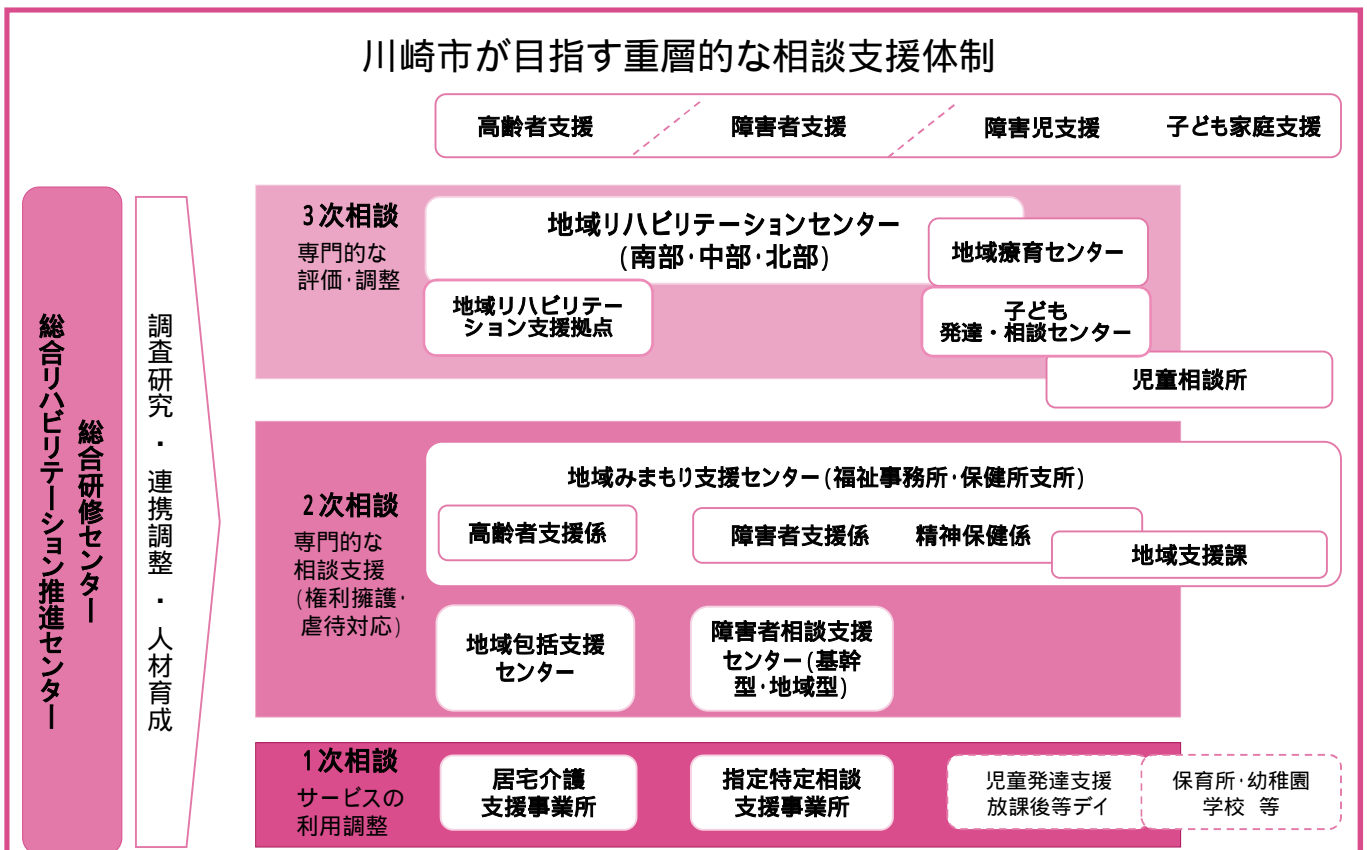 川崎市が目指す重層的な相談支援体制
高齢者支援
障害者支援
障害児支援
子ども家庭支援
総合研修センター
総合リハビリテーション推進センター
調査研究・連携調整・人材育成
3次相談
専門的な
評価･調整
地域リハビリテーションセンター
(南部･中部･北部)
地域療育センター
地域リハビリテー
ション支援拠点
子ども
発達・相談センター
児童相談所
2次相談
専門的な
相談支援
(権利擁護･
虐待対応)
地域みまもり支援センター(福祉事務所･保健所支所)
高齢者支援係
障害者支援係
精神保健係
地域支援課
地域包括支援
センター
障害者相談支援
センター(基幹
型･地域型)
1次相談
サービスの
利用調整
居宅介護
支援事業所
指定特定相談
支援事業所
児童発達支援
放課後等デイ
保育所･幼稚園
学校 等